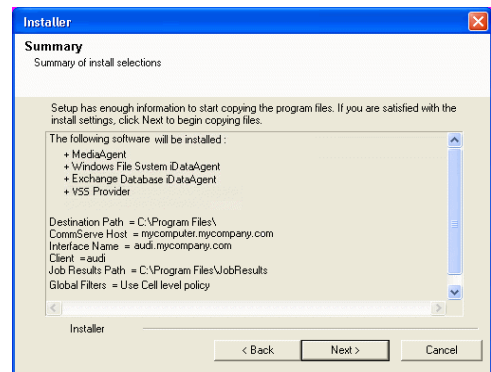 Installer
Summary
Summary of install selections
Setup has enough information to start copying the program files. If you are satisfied with the
install settings, click Next to begin copying files.
The following software will be installed :
+ MediaAgent
+ Windows File System iDataAgent
+ Exchange Database iDataAgent
+ VSS Provider
Destination Path = C:\Program Files\
CommServe Host = mycomputer.mycompany.com
Interface Name = audi.mycompany.com
Client =audi
Job Results Path = C:\Program Files\JobResults
Global Filters = Use Cell level policy
Installer
< Back
Next >
Cancel